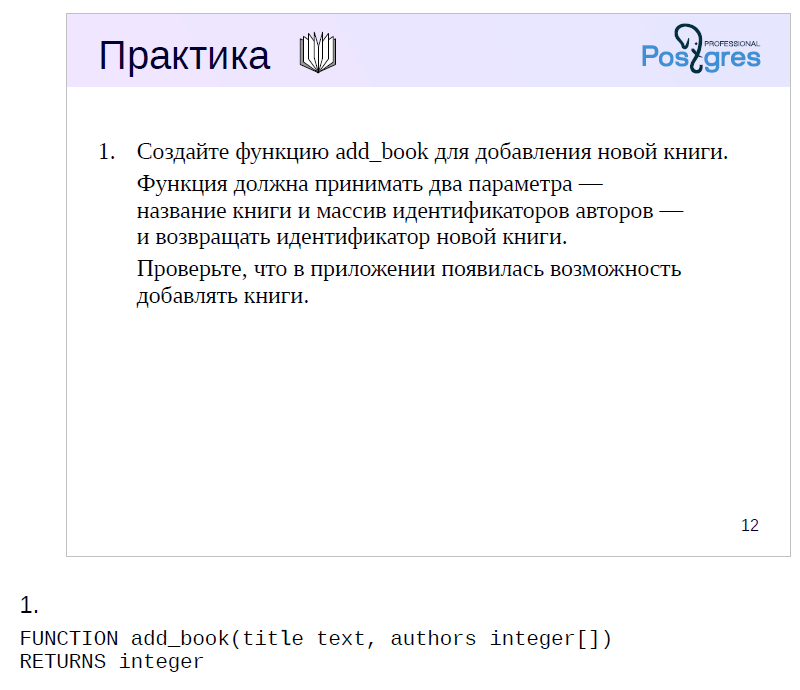 Практика
PROFESSIONAL
Postgres
1. Создайте функцию add_book для добавления новой книги.
Функция должна принимать два параметра —
название книги и массив идентификаторов авторов —
и возвращать идентификатор новой книги.
Проверьте, что в приложении появилась возможность
добавлять книги.
12
1.
FUNCTION add_book(title text, authors integer[])
RETURNS integer